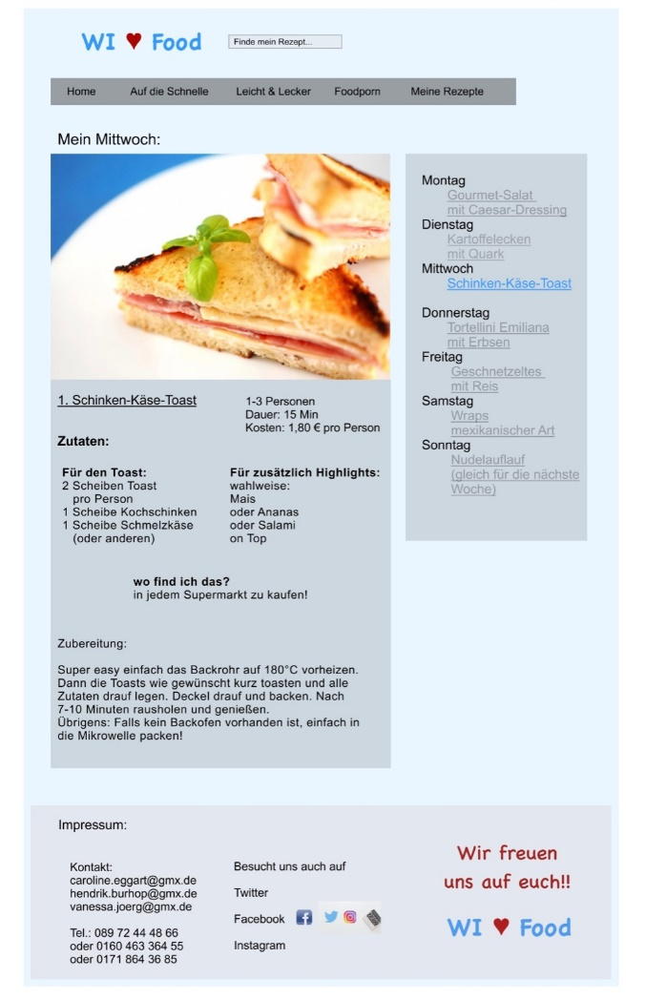 WI ♥ Food
Finde mein Rezept...
Home Auf die Schnelle Leicht & Lecker Foodporn Meine Rezepte
Mein Mittwoch:
1. Schinken-Käse-Toast
1-3 Personen
Dauer: 15 Min
Kosten: 1,80 € pro Person
Zutaten:
Für den Toast:
2 Scheiben Toast
pro Person
1 Scheibe Kochschinken
1 Scheibe Schmelzkäse
(oder anderen)
Für zusätzlich Highlights:
wahlweise:
Mais
oder Ananas
oder Salami
on Top
wo find ich das?
in jedem Supermarkt zu kaufen!
Zubereitung:
Super easy einfach das Backrohr auf 180°C vorheizen.
Dann die Toasts wie gewünscht kurz toasten und alle
Zutaten drauf legen. Deckel drauf und backen. Nach
7-10 Minuten rausholen und genießen.
Übrigens: Falls kein Backofen vorhanden ist, einfach in
die Mikrowelle packen!
Montag
Gourmet-Salat
mit Caesar-Dressing
Dienstag
Kartoffelecken
mit Quark
Mittwoch
Schinken-Käse-Toast
Donnerstag
Tortellini Emiliana
mit Erbsen
Freitag
Geschnetzeltes
mit Reis
Samstag
Wraps
mexikanischer Art
Sonntag
Nudelauflauf
(gleich für die nächste
Woche)
Impressum:
Kontakt:
caroline.eggart@gmx.de
hendrik.burhop@gmx.de
vanessa.joerg@gmx.de
Tel.: 089 72 44 48 66
oder 0160 463 364 55
oder 0171 864 36 85
Besucht uns auch auf
Twitter
Facebook
Instagram
Wir freuen
uns auf euch!!
WI ♥ Food